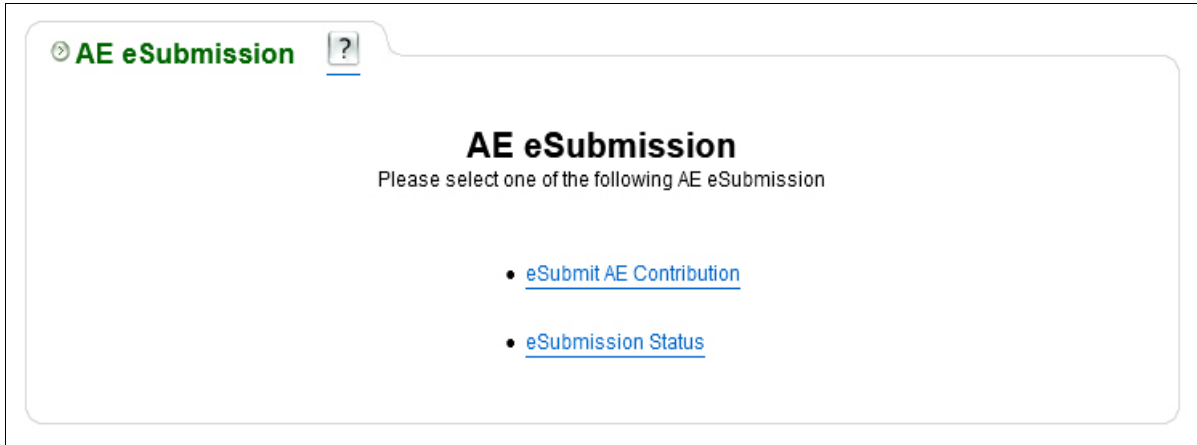 AE eSubmission ?
AE eSubmission
Please select one of the following AE eSubmission
eSubmit AE Contribution
eSubmission Status